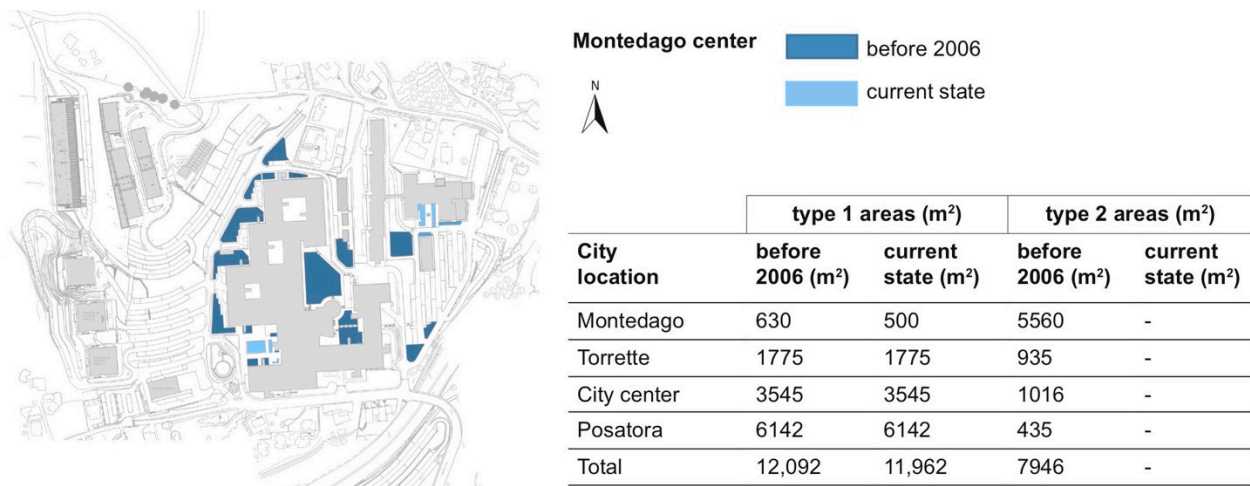 Montedago center
before 2006
current state
N
type 1 areas (m²) type 2 areas (m²)
City location before 2006 (m²) current state (m²) before 2006 (m²) current state (m²)
Montedago 630 500 5560 -
Torrette 1775 1775 935 -
City center 3545 3545 1016 -
Posatora 6142 6142 435 -
Total 12,092 11,962 7946 -